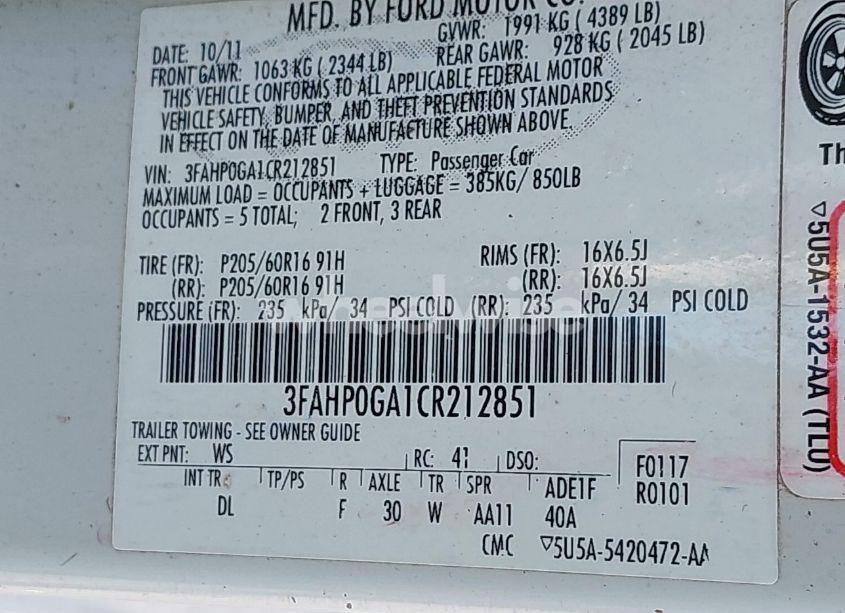 MFD. BY FORD MOTOR CO.
DATE: 10/11 GVWR: 1991 KG ( 4389 LB)
FRONT GAWR: 1063 KG ( 2344 LB) REAR GAWR: 928 KG ( 2045 LB)
THIS VEHICLE CONFORMS TO ALL APPLICABLE FEDERAL MOTOR
VEHICLE SAFETY, BUMPER, AND THEFT PREVENTION STANDARDS
IN EFFECT ON THE DATE OF MANUFACTURE SHOWN ABOVE.
VIN: 3FAHP0GA1CR212851 TYPE: Passenger Car
MAXIMUM LOAD = OCCUPANTS + LUGGAGE = 385KG/ 850LB
OCCUPANTS = 5 TOTAL; 2 FRONT, 3 REAR
TIRE (FR): P205/60R16 91H RIMS (FR): 16X6.5J
(RR): P205/60R16 91H (RR): 16X6.5J
PRESSURE (FR): 235 kPa/ 34 PSI COLD (RR): 235 kPa/ 34 PSI COLD
3FAHP0GA1CR212851
TRAILER TOWING - SEE OWNER GUIDE
EXT PNT: WS RC: 41 DSO: F0117
INT TR TP/PS R AXLE TR SPR ADE1F R0101
DL F 30 W AA11 40A
CMC ▽5U5A-5420472-AA
Th
▽5U5A-1532-AA (TLU)
wheelwise